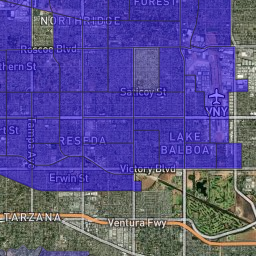 FOREST
NORTHRIDGE
Roscoe Blvd
thern St
Saticoy St
VNY
rt St
Tampa Ave
RESEDA
LAKE
BALBOA
Victory Blvd
Erwin St
TARZANA
Ventura Fwy